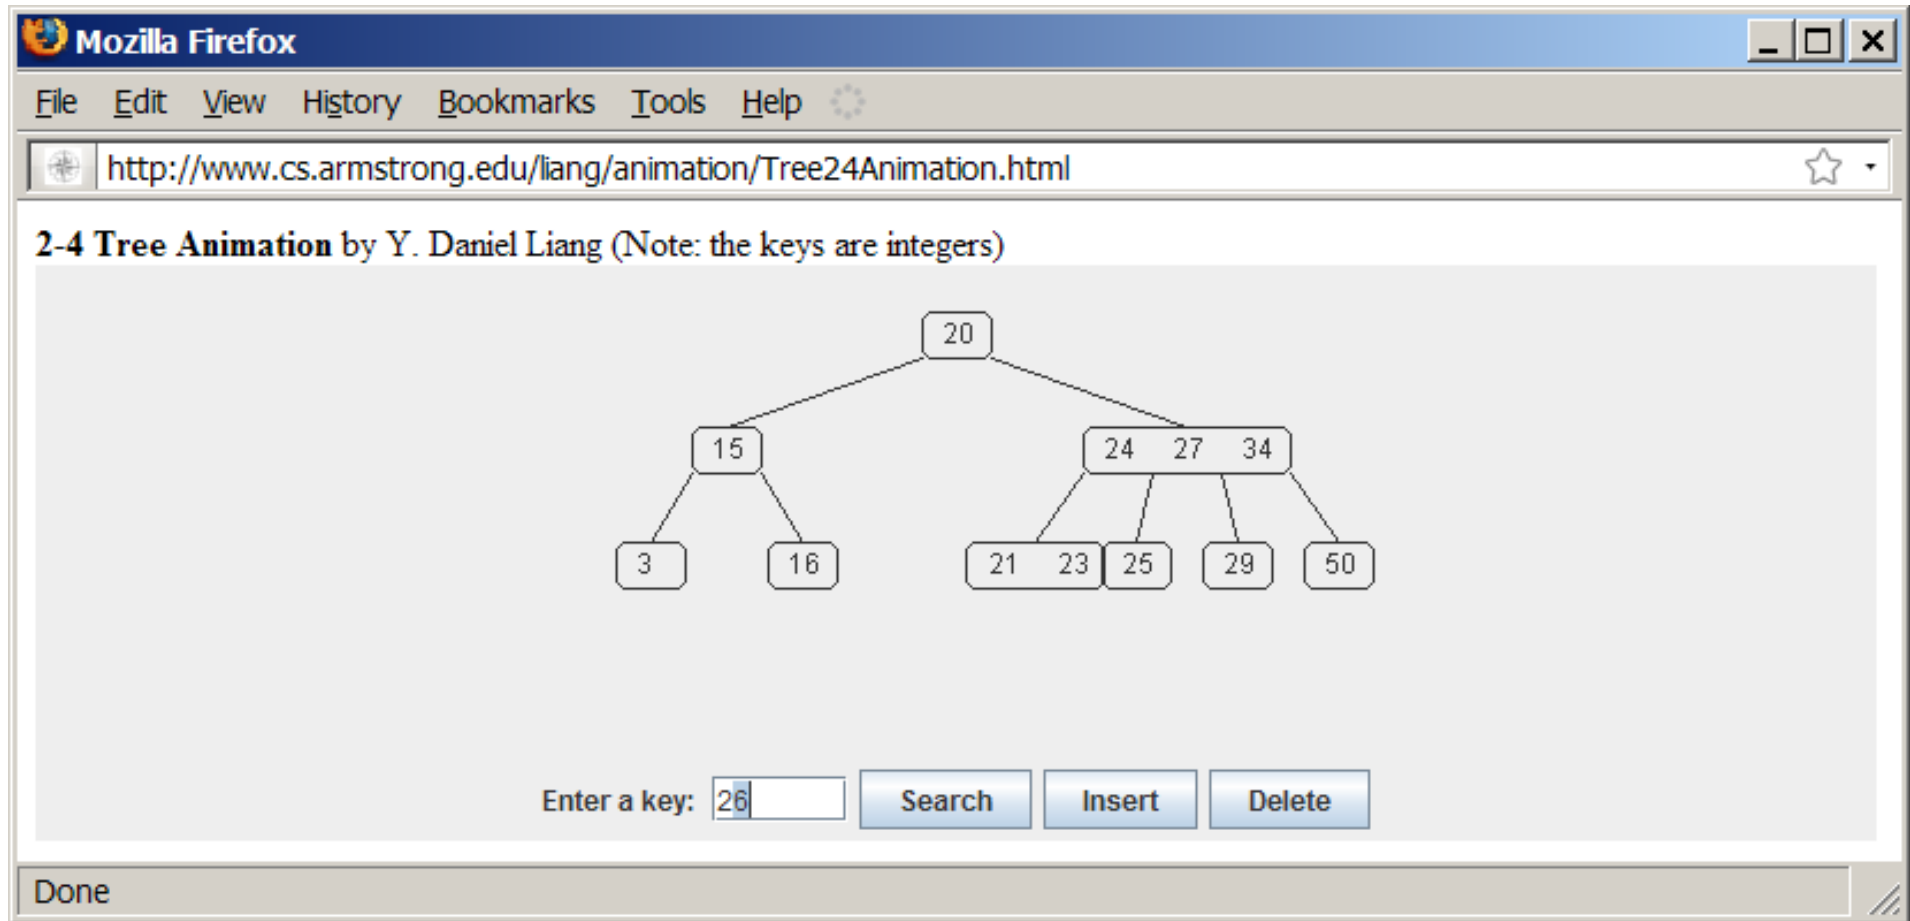 Mozilla Firefox
File Edit View History Bookmarks Tools Help
http://www.cs.armstrong.edu/liang/animation/Tree24Animation.html
2-4 Tree Animation by Y. Daniel Liang (Note: the keys are integers)
20
15 24 27 34
3 16 21 23 25 29 50
Enter a key: 26 Search Insert Delete
Done